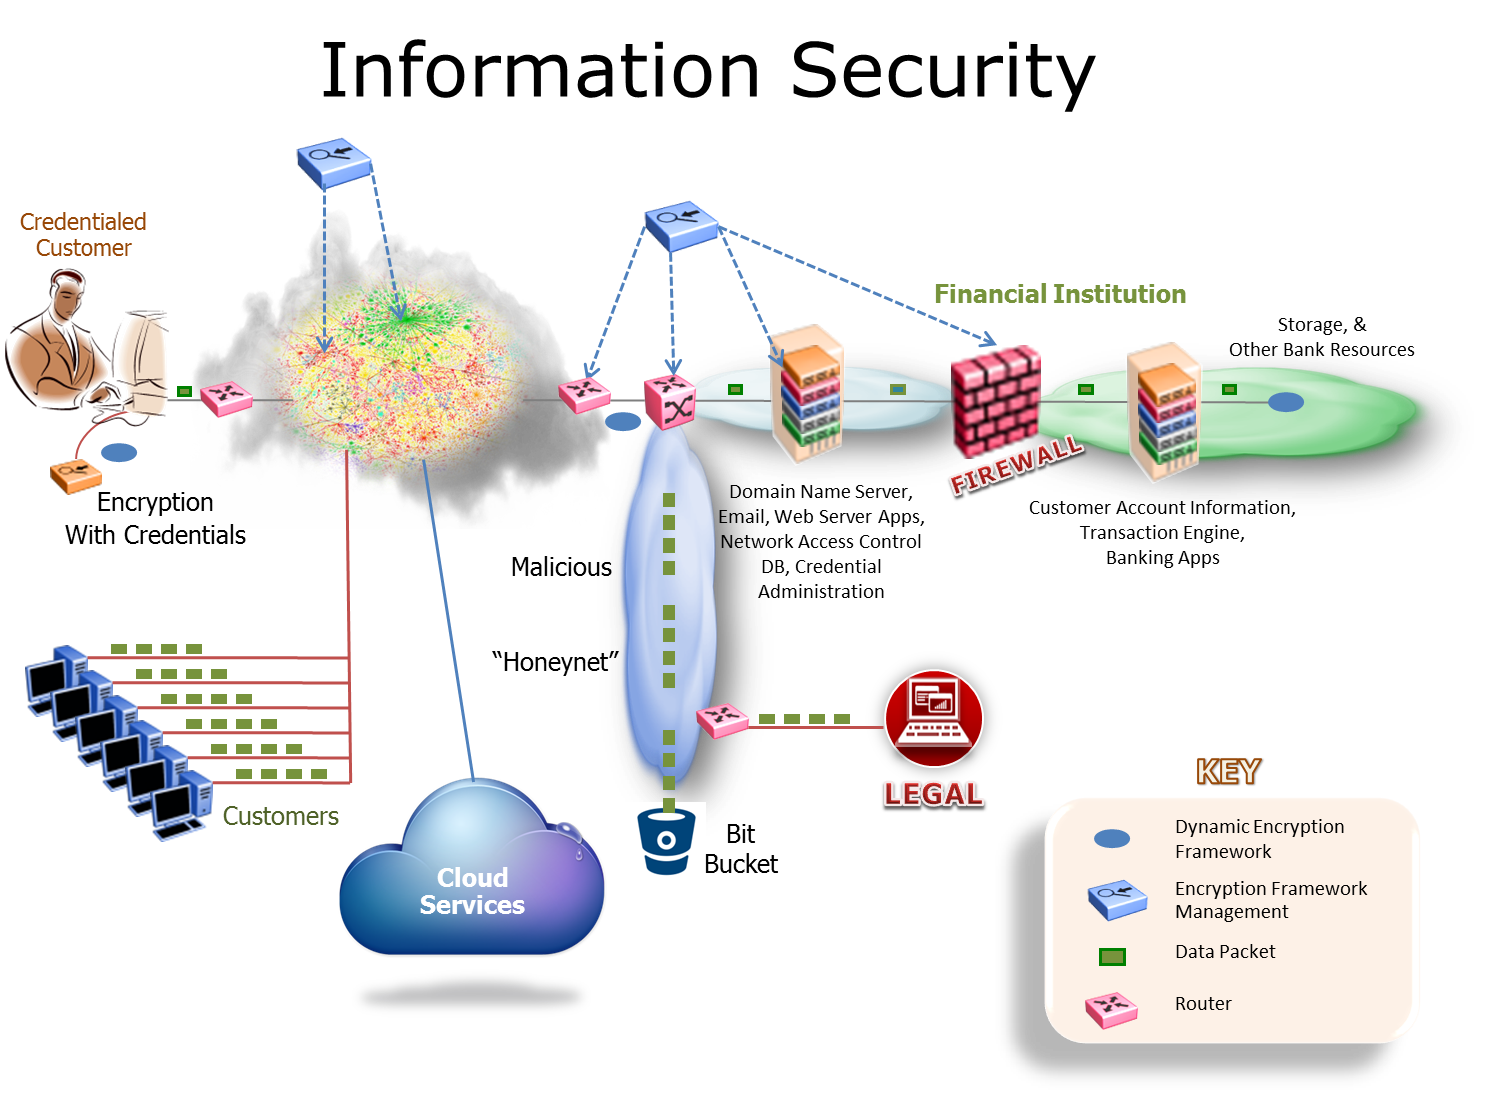 Information Security
Credentialed
Customer
Financial Institution
Storage, &
Other Bank Resources
FIREWALL
Encryption
With Credentials
Domain Name Server,
Email, Web Server Apps,
Network Access Control
DB, Credential
Administration
Customer Account Information,
Transaction Engine,
Banking Apps
Malicious
“Honeynet”
Customers
LEGAL
Bit
Bucket
Cloud
Services
KEY
Dynamic Encryption
Framework
Encryption Framework
Management
Data Packet
Router